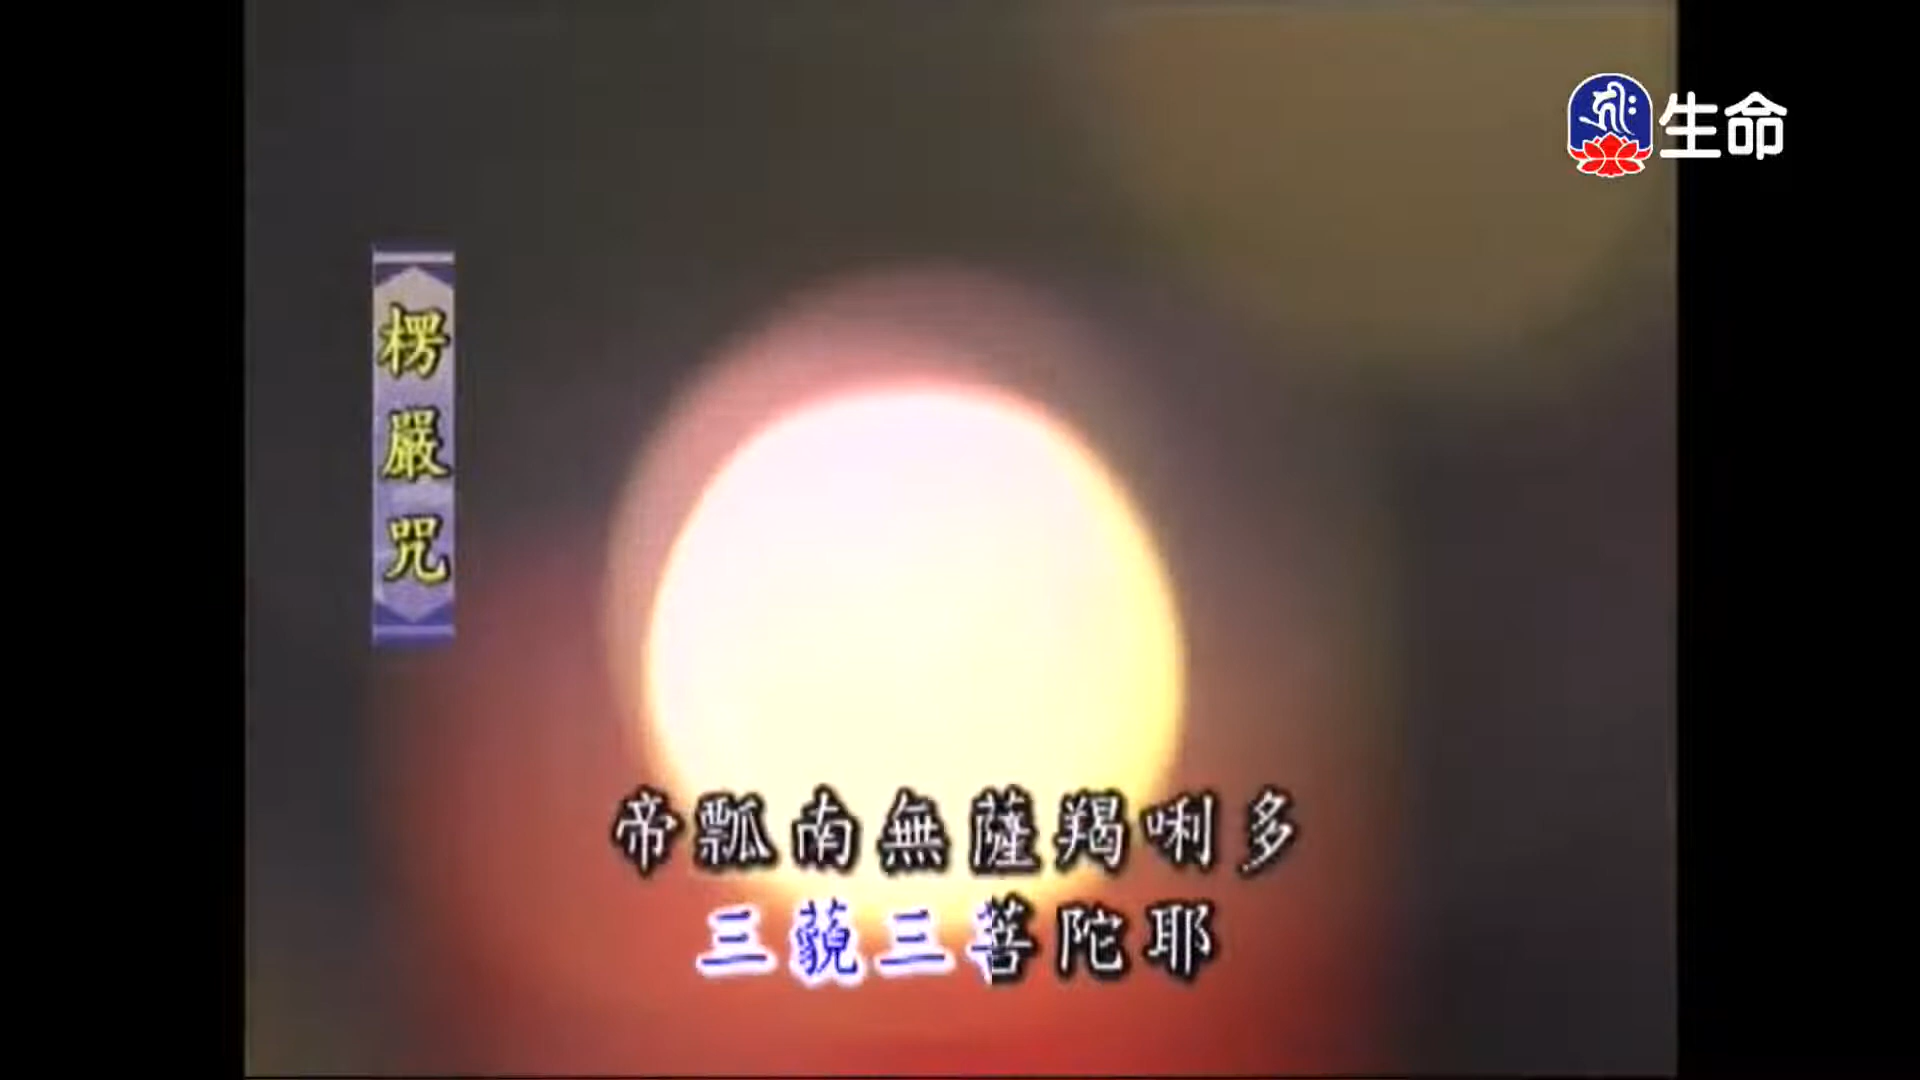 生命
楞嚴咒
帝瓢南無薩羯唎多
三藐三菩陀耶